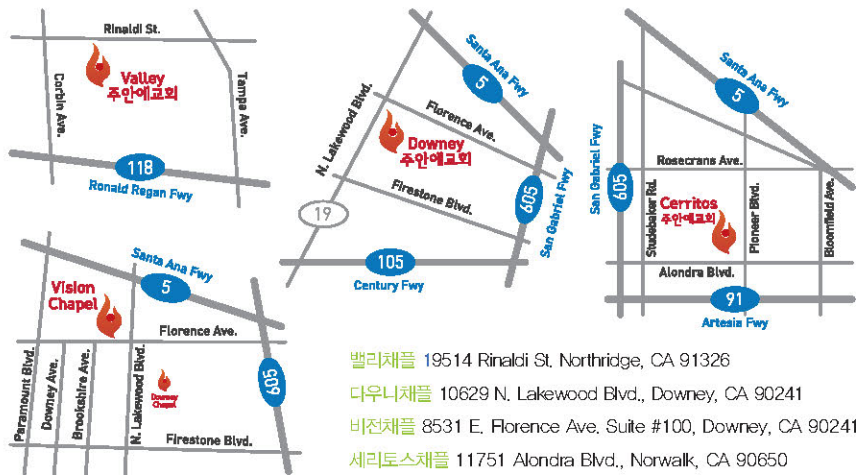 Rinaldi St.
Corbin Ave.
Valley
주안에교회
Tampa Ave.
118
Ronald Regan Fwy
N. Lakewood Blvd.
Santa Ana Fwy
5
Florence Ave.
Downey
주안에교회
Firestone Blvd.
19
605
San Gabriel Fwy
105
Century Fwy
Santa Ana Fwy
5
San Gabriel Fwy
605
Rosecrans Ave.
Studebaker Rd.
Cerritos
주안에교회
Pioneer Blvd.
Bloomfield Ave.
Alondra Blvd.
91
Artesia Fwy
Santa Ana Fwy
5
Vision
Chapel
Florence Ave.
Paramount Blvd.
Downey Ave.
Brookshire Ave.
N. Lakewood Blvd.
Downey
Chapel
605
Firestone Blvd.
밸리채플 19514 Rinaldi St. Northridge, CA 91326
다우니채플 10629 N. Lakewood Blvd., Downey, CA 90241
비전채플 8531 E. Florence Ave. Suite #100, Downey, CA 90241
세리토스채플 11751 Alondra Blvd., Norwalk, CA 90650